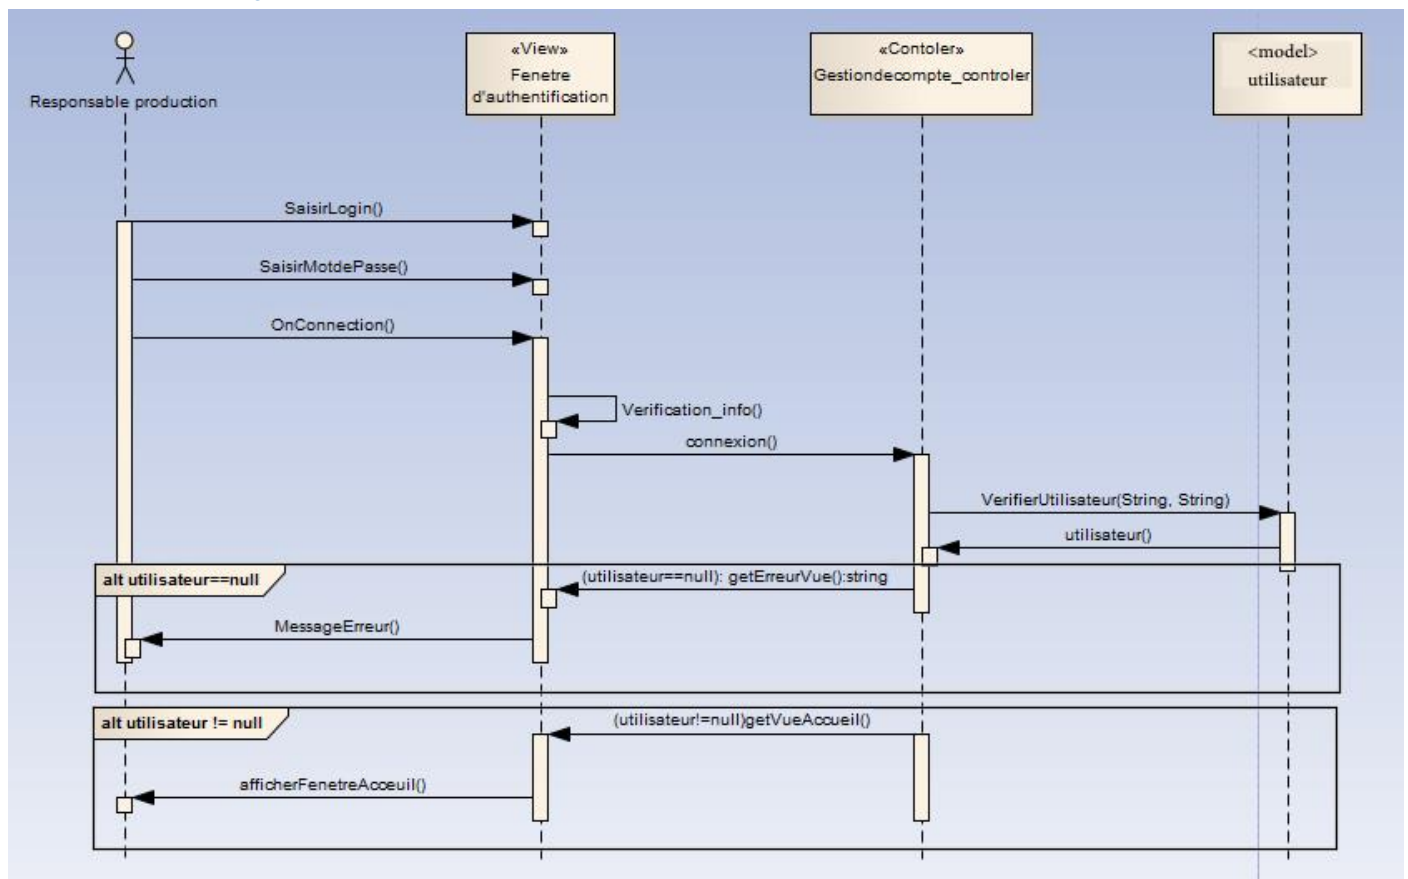 Responsable production
«View»
Fenetre
d'authentification
«Contoler»
Gestiondecompte_controler
<model>
utilisateur
SaisirLogin()
SaisirMotdePasse()
OnConnection()
Verification_info()
connexion()
VerifierUtilisateur(String, String)
utilisateur()
alt utilisateur==null
(utilisateur==null): getErreurVue():string
MessageErreur()
alt utilisateur != null
(utilisateur!=null)getVueAccueil()
afficherFenetreAcceuil()